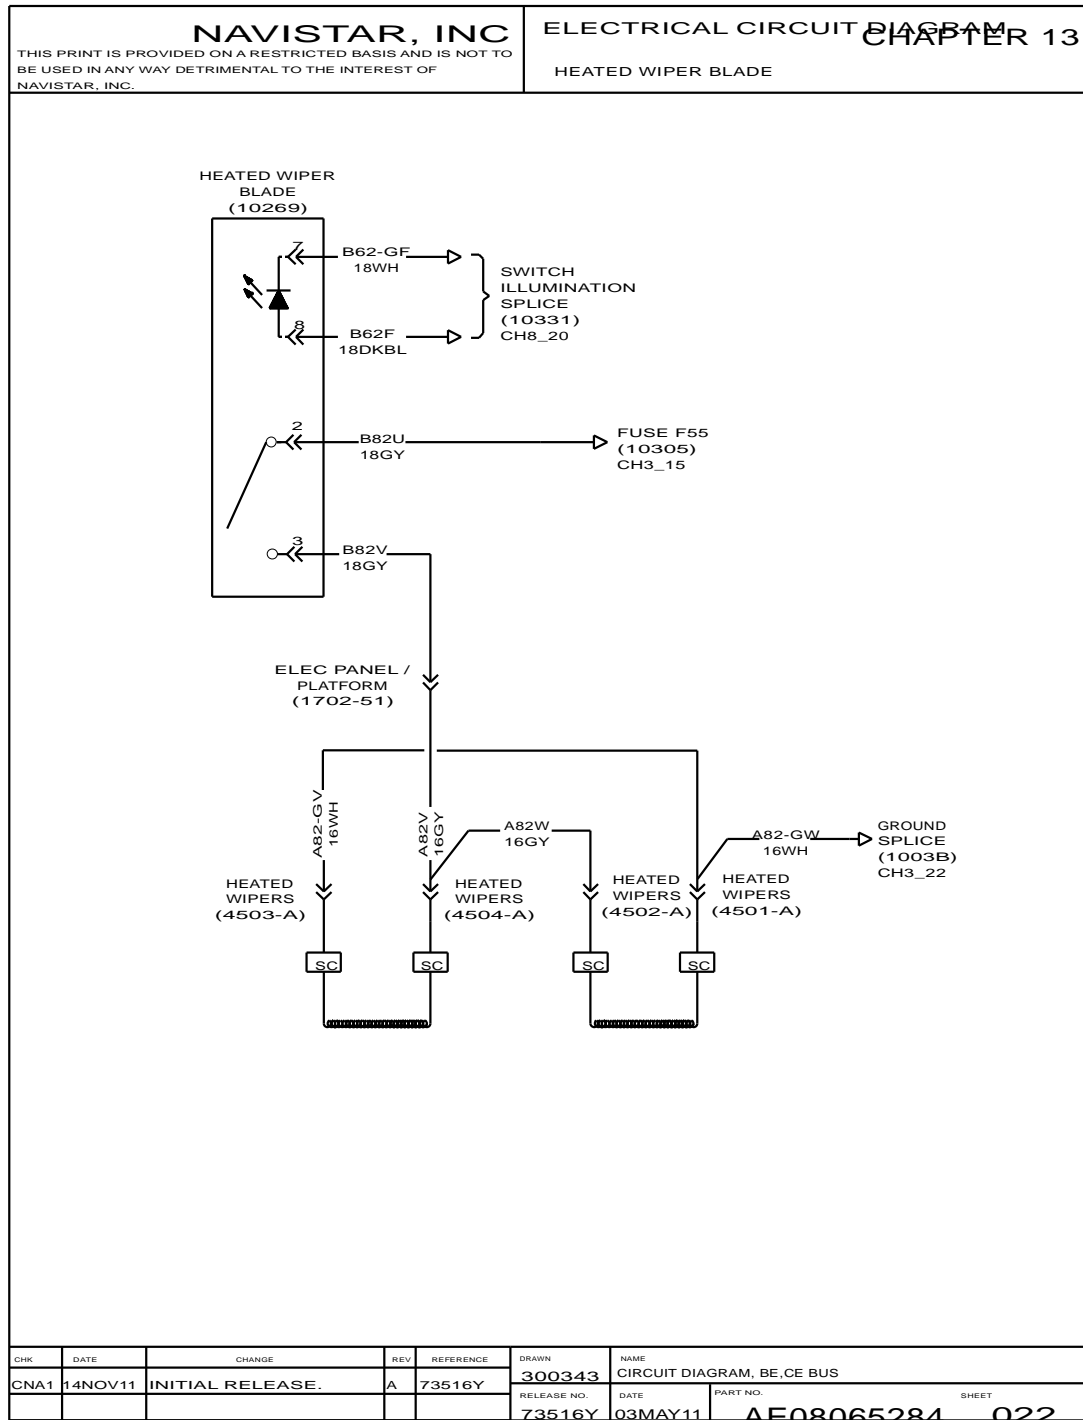 NAVISTAR, INC
THIS PRINT IS PROVIDED ON A RESTRICTED BASIS AND IS NOT TO
BE USED IN ANY WAY DETRIMENTAL TO THE INTEREST OF
NAVISTAR, INC.
ELECTRICAL CIRCUIT DIAGRAM
CHAPTER 13
HEATED WIPER BLADE
HEATED WIPER
BLADE
(10269)
7
B62-GF
18WH
8
B62F
18DKBL
SWITCH
ILLUMINATION
SPLICE
(10331)
CH8_20
2
B82U
18GY
FUSE F55
(10305)
CH3_15
3
B82V
18GY
ELEC PANEL /
PLATFORM
(1702-51)
A82-GV
16WH
A82V
16GY
A82W
16GY
A82-GW
16WH
GROUND
SPLICE
(1003B)
CH3_22
HEATED
WIPERS
(4503-A)
HEATED
WIPERS
(4504-A)
HEATED
WIPERS
(4502-A)
HEATED
WIPERS
(4501-A)
SC
SC
SC
SC
CHK DATE CHANGE REV REFERENCE
CNA1 14NOV11 INITIAL RELEASE. A 73516Y
DRAWN
300343
NAME
CIRCUIT DIAGRAM, BE,CE BUS
RELEASE NO.
73516Y
DATE
03MAY11
PART NO.
AE08065284
SHEET
022